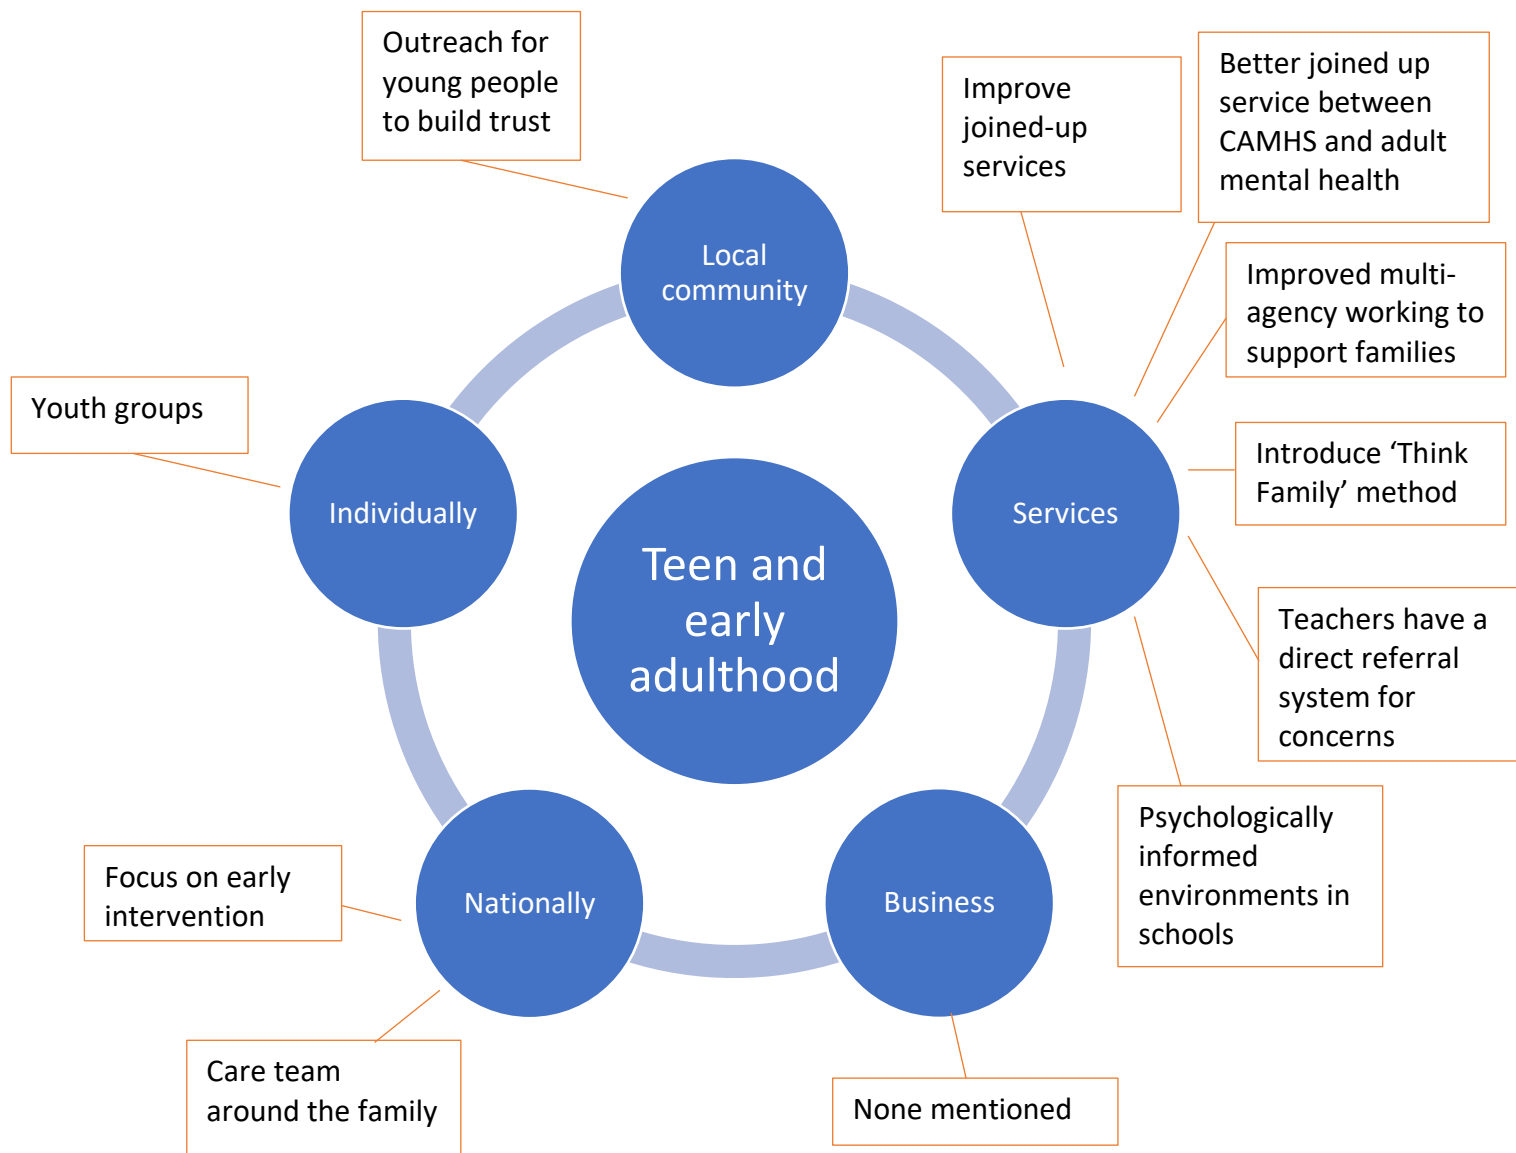 Outreach for
young people
to build trust
Improve
joined-up
services
Better joined up
service between
CAMHS and adult
mental health
Local
community
Improved multi-
agency working to
support families
Youth groups
Individually
Services
Introduce ‘Think
Family’ method
Teen and
early
adulthood
Teachers have a
direct referral
system for
concerns
Psychologically
informed
environments in
schools
Focus on early
intervention
Nationally
Business
Care team
around the family
None mentioned